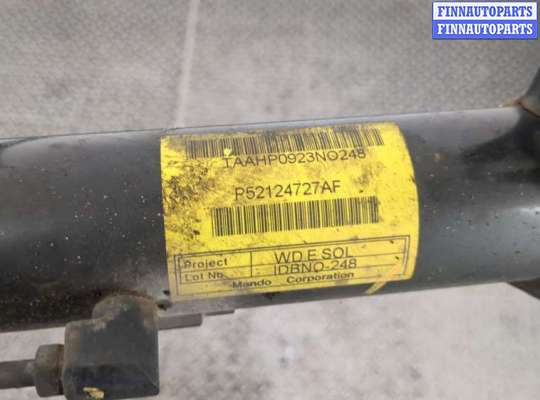 FINNAUTOPARTS
FINNAUTOPARTS
TAAHP0923NO248
P52124727AF
Project WD E SOL
Lot No IDBNO-248
Mando Corporation